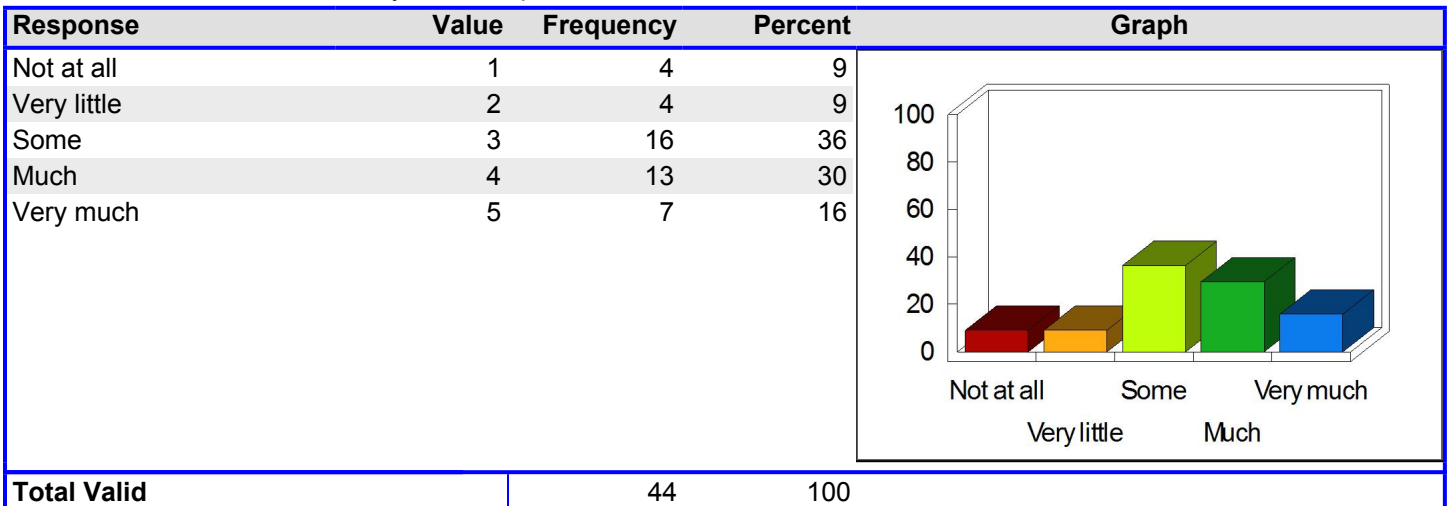 Response Value Frequency Percent Graph
Not at all 1 4 9
Very little 2 4 9
Some 3 16 36
Much 4 13 30
Very much 5 7 16
100
80
60
40
20
0
Not at all Some Very much
Very little Much
Total Valid 44 100